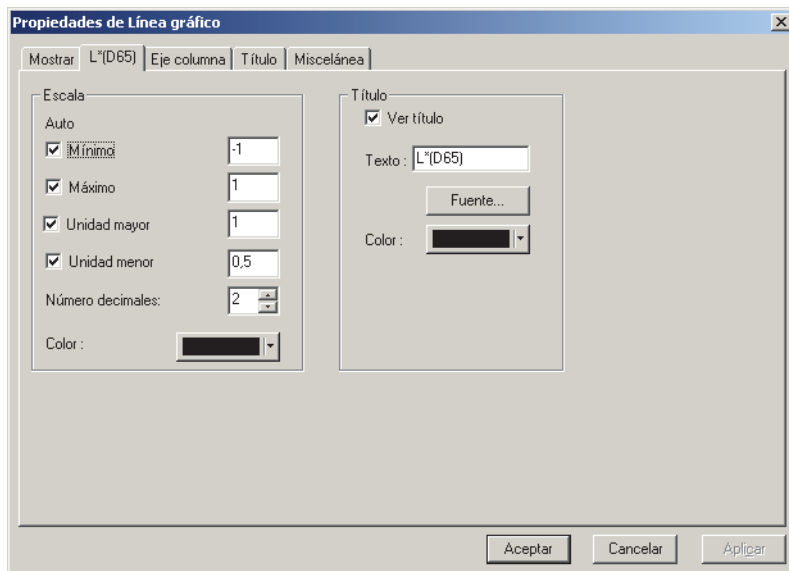 Propiedades de Línea gráfico
Mostrar L*(D65) Eje columna Título Miscelánea
Escala
Auto
Mínimo -1
Máximo 1
Unidad mayor 1
Unidad menor 0,5
Número decimales: 2
Color :
Título
Ver título
Texto : L*(D65)
Fuente...
Color :
Aceptar Cancelar Aplicar